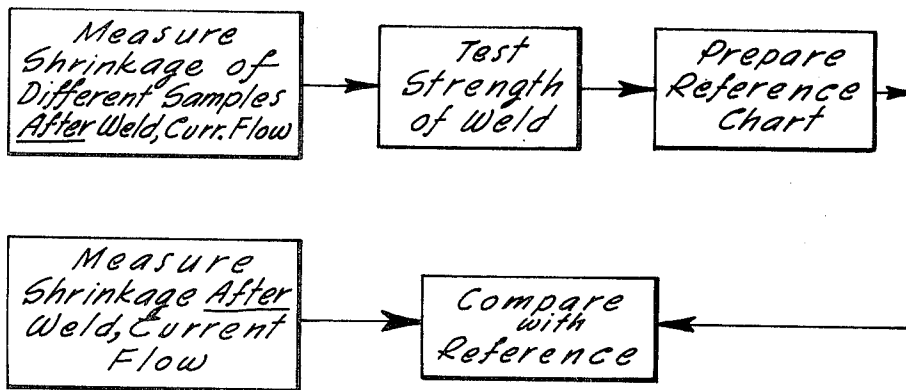 Measure
Shrinkage of
Different Samples
After Weld, Curr. Flow
Test
Strength
of Weld
Prepare
Reference
Chart
Measure
Shrinkage After
Weld, Current
Flow
Compare
with
Reference